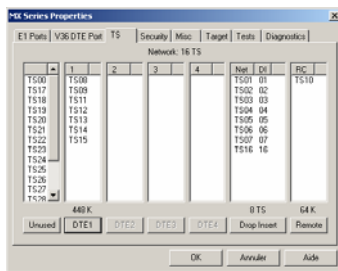 MX Series Properties
E1 Ports V36 DTE Port TS Security Misc Target Tests Diagnostics
Network: 16 TS
1 2 3 4 Net DI RC
TS00 TS08 TS01 01 TS10
TS17 TS09 TS02 02
TS18 TS11 TS03 03
TS19 TS12 TS04 04
TS20 TS13 TS05 05
TS21 TS14 TS06 06
TS22 TS15 TS07 07
TS23 TS16 16
TS24
TS25
TS26
TS27
TS28
448 K 8 TS 64 K
Unused DTE1 DTE2 DTE3 DTE4 Drop Insert Remote
OK Annuler Aide